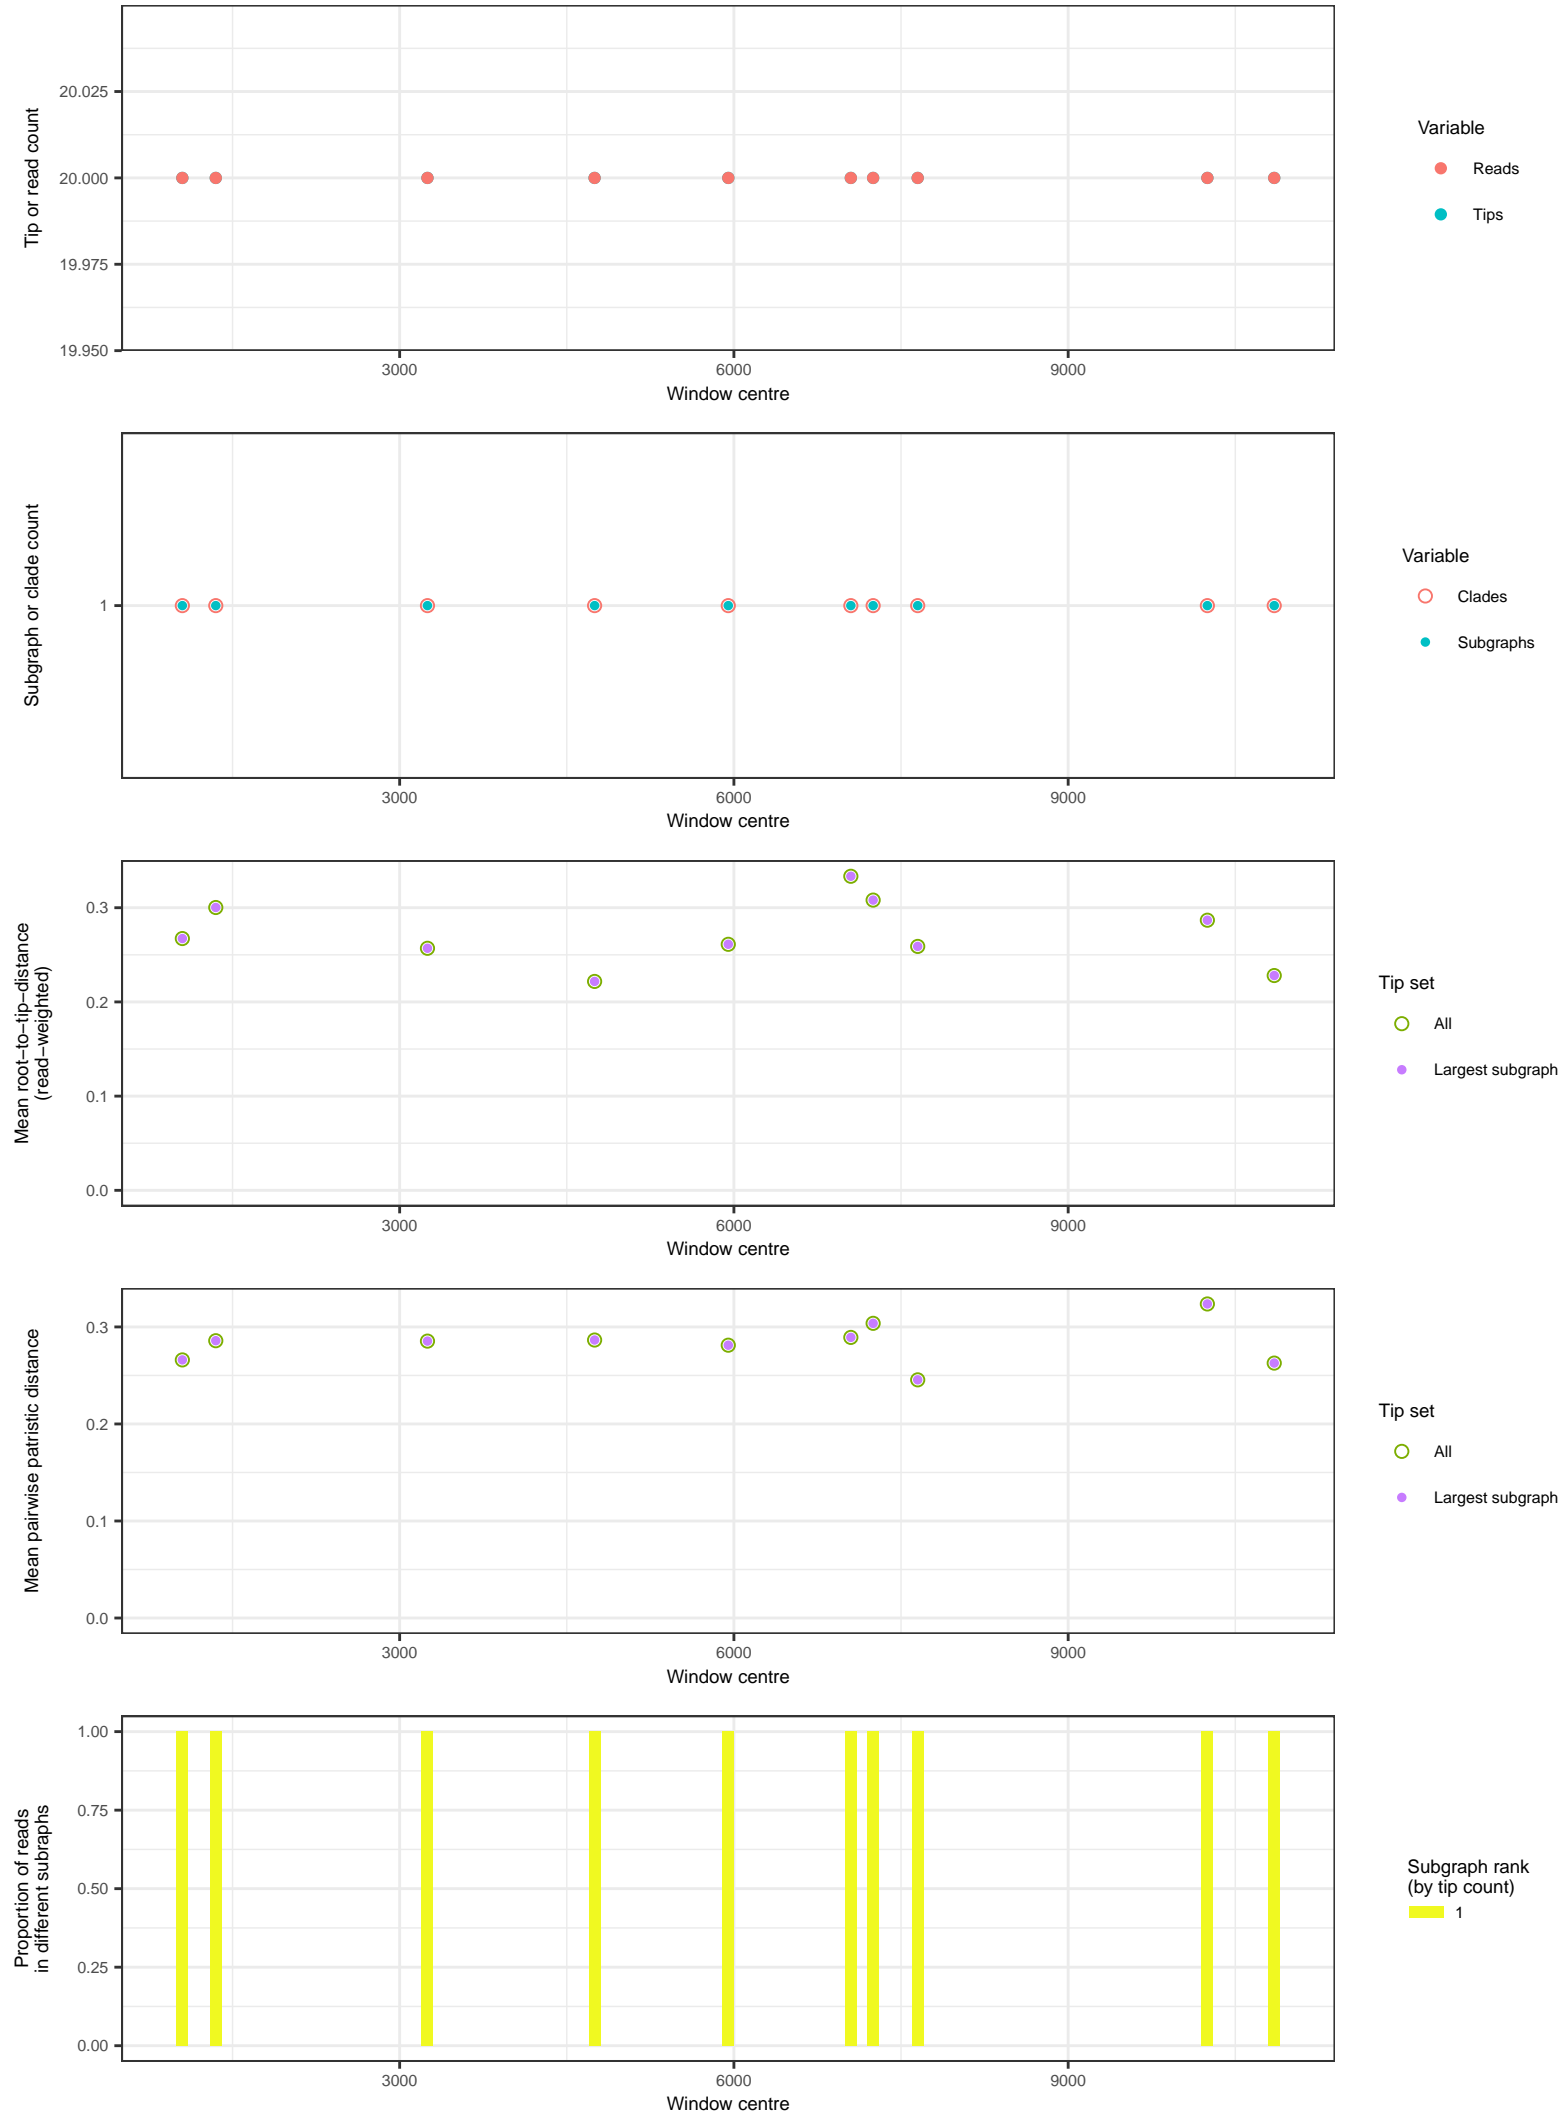 20.025
20.000
19.975
19.950
Tip or read count
3000 6000 9000
Window centre
Variable
Reads
Tips
1
Subgraph or clade count
3000 6000 9000
Window centre
Variable
Clades
Subgraphs
0.3
0.2
0.1
0.0
Mean root−to−tip−distance
(read−weighted)
3000 6000 9000
Window centre
Tip set
All
Largest subgraph
0.3
0.2
0.1
0.0
Mean pairwise patristic distance
3000 6000 9000
Window centre
Tip set
All
Largest subgraph
1.00
0.75
0.50
0.25
0.00
Proportion of reads
in different subraphs
3000 6000 9000
Window centre
Subgraph rank
(by tip count)
1